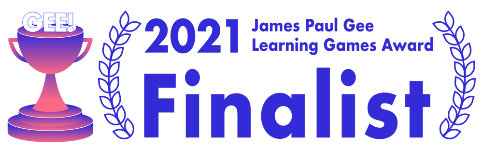 GEE!
2021 James Paul Gee
Learning Games Award
Finalist